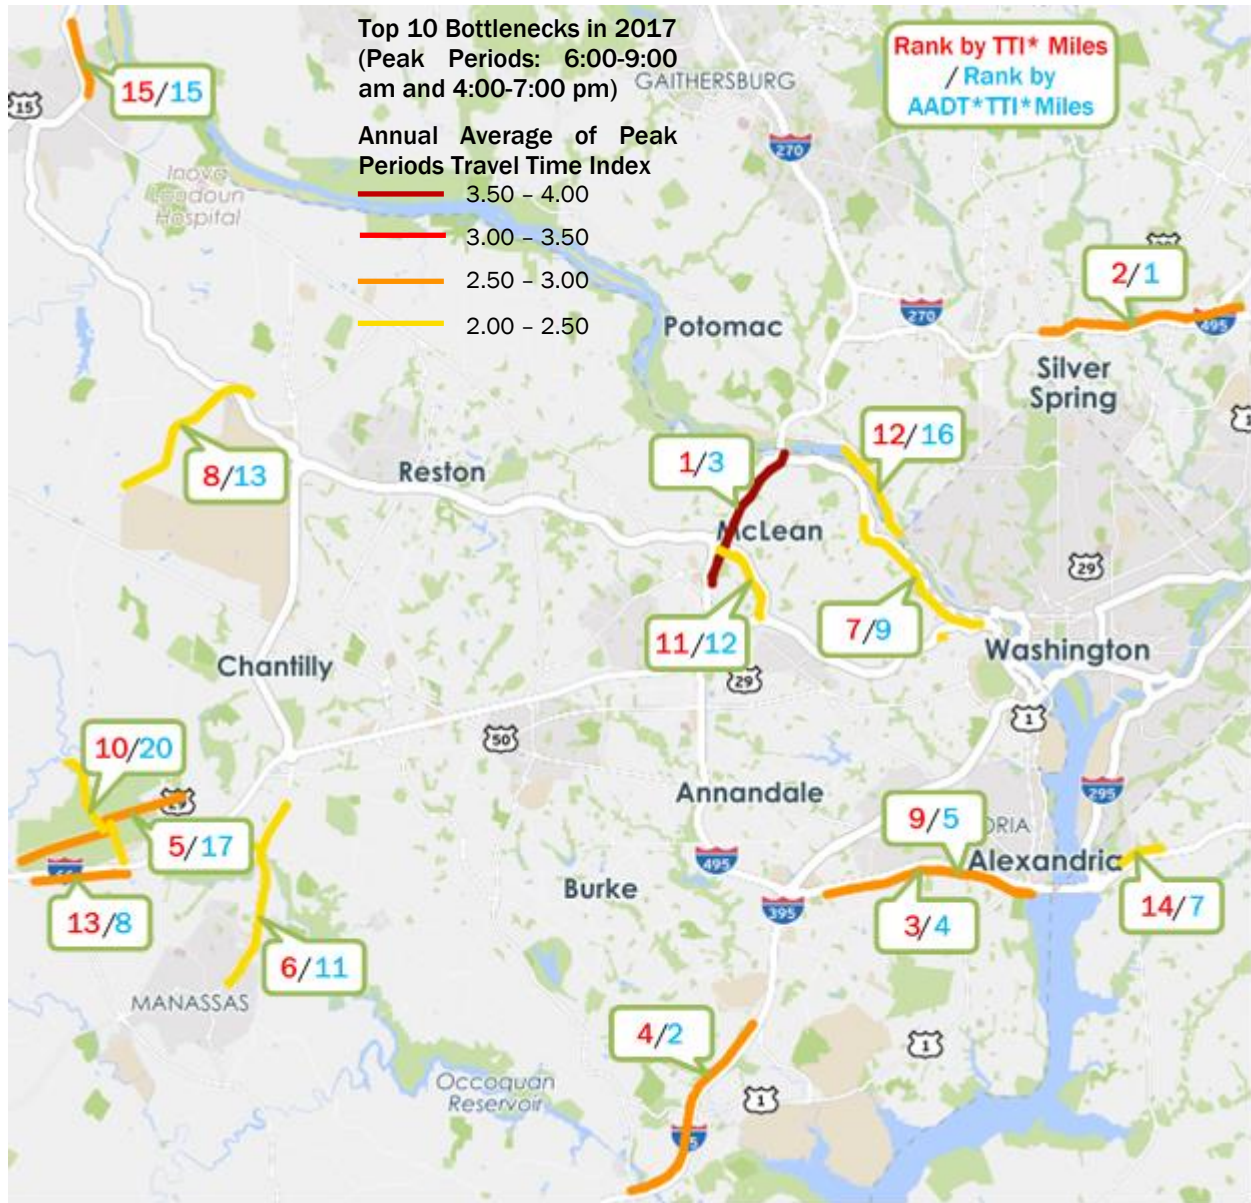 Top 10 Bottlenecks in 2017
(Peak Periods: 6:00-9:00
am and 4:00-7:00 pm)
Annual Average of Peak
Periods Travel Time Index
3.50 – 4.00
3.00 – 3.50
2.50 – 3.00
2.00 – 2.50
Rank by TTI* Miles
/ Rank by
AADT*TTI*Miles
GAITHERSBURG
15/15
15
270
Inova
Loudoun
Hospital
2/1
270
495
Potomac
Silver
Spring
12/16
1/3
8/13
Reston
McLean
29
11/12
7/9
Washington
29
Chantilly
1
50
10/20
29
295
Annandale
9/5
5/17
495
Alexandric
Burke
395
13/8
3/4
14/7
6/11
MANASSAS
4/2
1
Occoquan
Reservoir
1